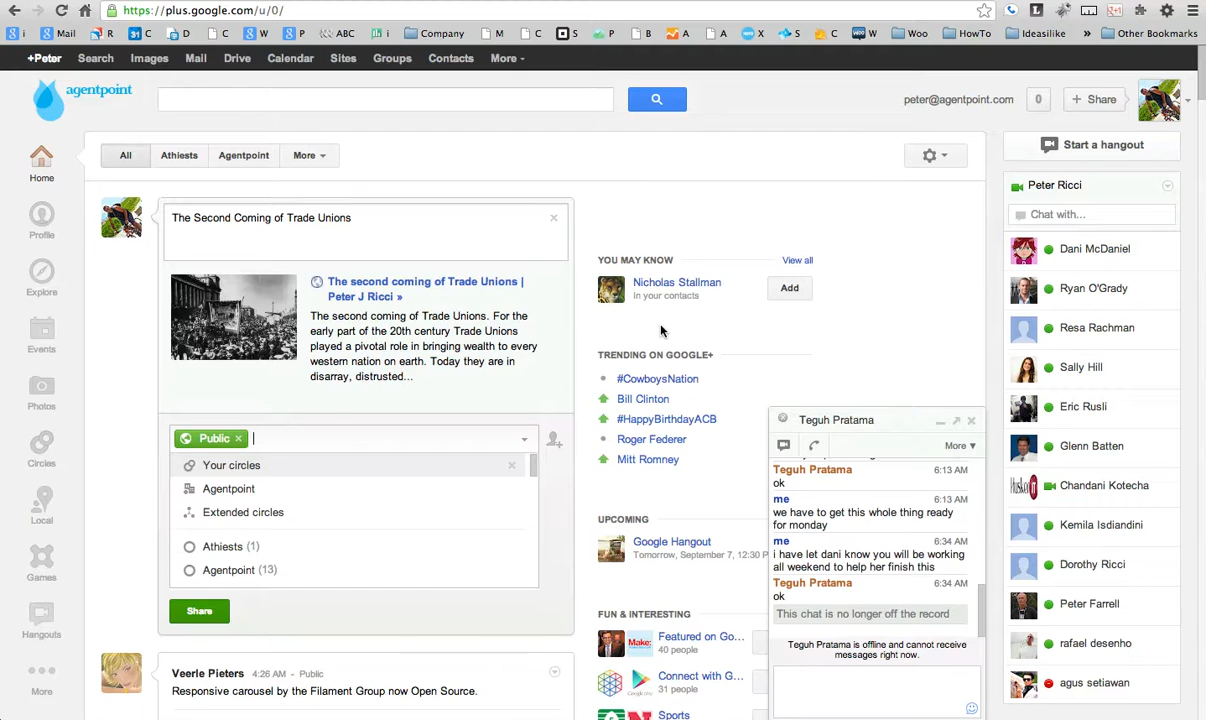 https://plus.google.com/u/0/
i
Mail
R
C
D
C
W
P
ABC
i
Company
M
C
S
P
B
A
A
X
S
C
W
Woo
HowTo
Ideasilike
»
Other Bookmarks
+Peter
Search
Images
Mail
Drive
Calendar
Sites
Groups
Contacts
More
agentpoint
peter@agentpoint.com
0
+ Share
Home
Profile
Explore
Events
Photos
Circles
Local
Games
Hangouts
More
All
Athiests
Agentpoint
More
The Second Coming of Trade Unions
The second coming of Trade Unions |
Peter J Ricci »
The second coming of Trade Unions. For the
early part of the 20th century Trade Unions
played a pivotal role in bringing wealth to every
western nation on earth. Today they are in
disarray, distrusted...
Public
Your circles
Agentpoint
Extended circles
Athiests (1)
Agentpoint (13)
Share
Veerle Pieters 4:26 AM - Public
Responsive carousel by the Filament Group now Open Source.
YOU MAY KNOW
View all
Nicholas Stallman
In your contacts
Add
TRENDING ON GOOGLE+
#CowboysNation
Bill Clinton
#HappyBirthdayACB
Roger Federer
Mitt Romney
UPCOMING
Google Hangout
Tomorrow, September 7, 12:30 P
FUN & INTERESTING
Featured on Go...
40 people
Make:
Connect with G...
31 people
Sports
Teguh Pratama
More
Teguh Pratama 6:13 AM
ok
me 6:13 AM
we have to get this whole thing ready
for monday
me 6:34 AM
i have let dani know you will be working
all weekend to help her finish this
Teguh Pratama 6:34 AM
ok
This chat is no longer off the record
Teguh Pratama is offline and cannot receive
messages right now.
Start a hangout
Peter Ricci
Chat with...
Dani McDaniel
Ryan O'Grady
Resa Rachman
Sally Hill
Eric Rusli
Glenn Batten
Chandani Kotecha
Kemila Isdiandini
Dorothy Ricci
Peter Farrell
rafael desenho
agus setiawan